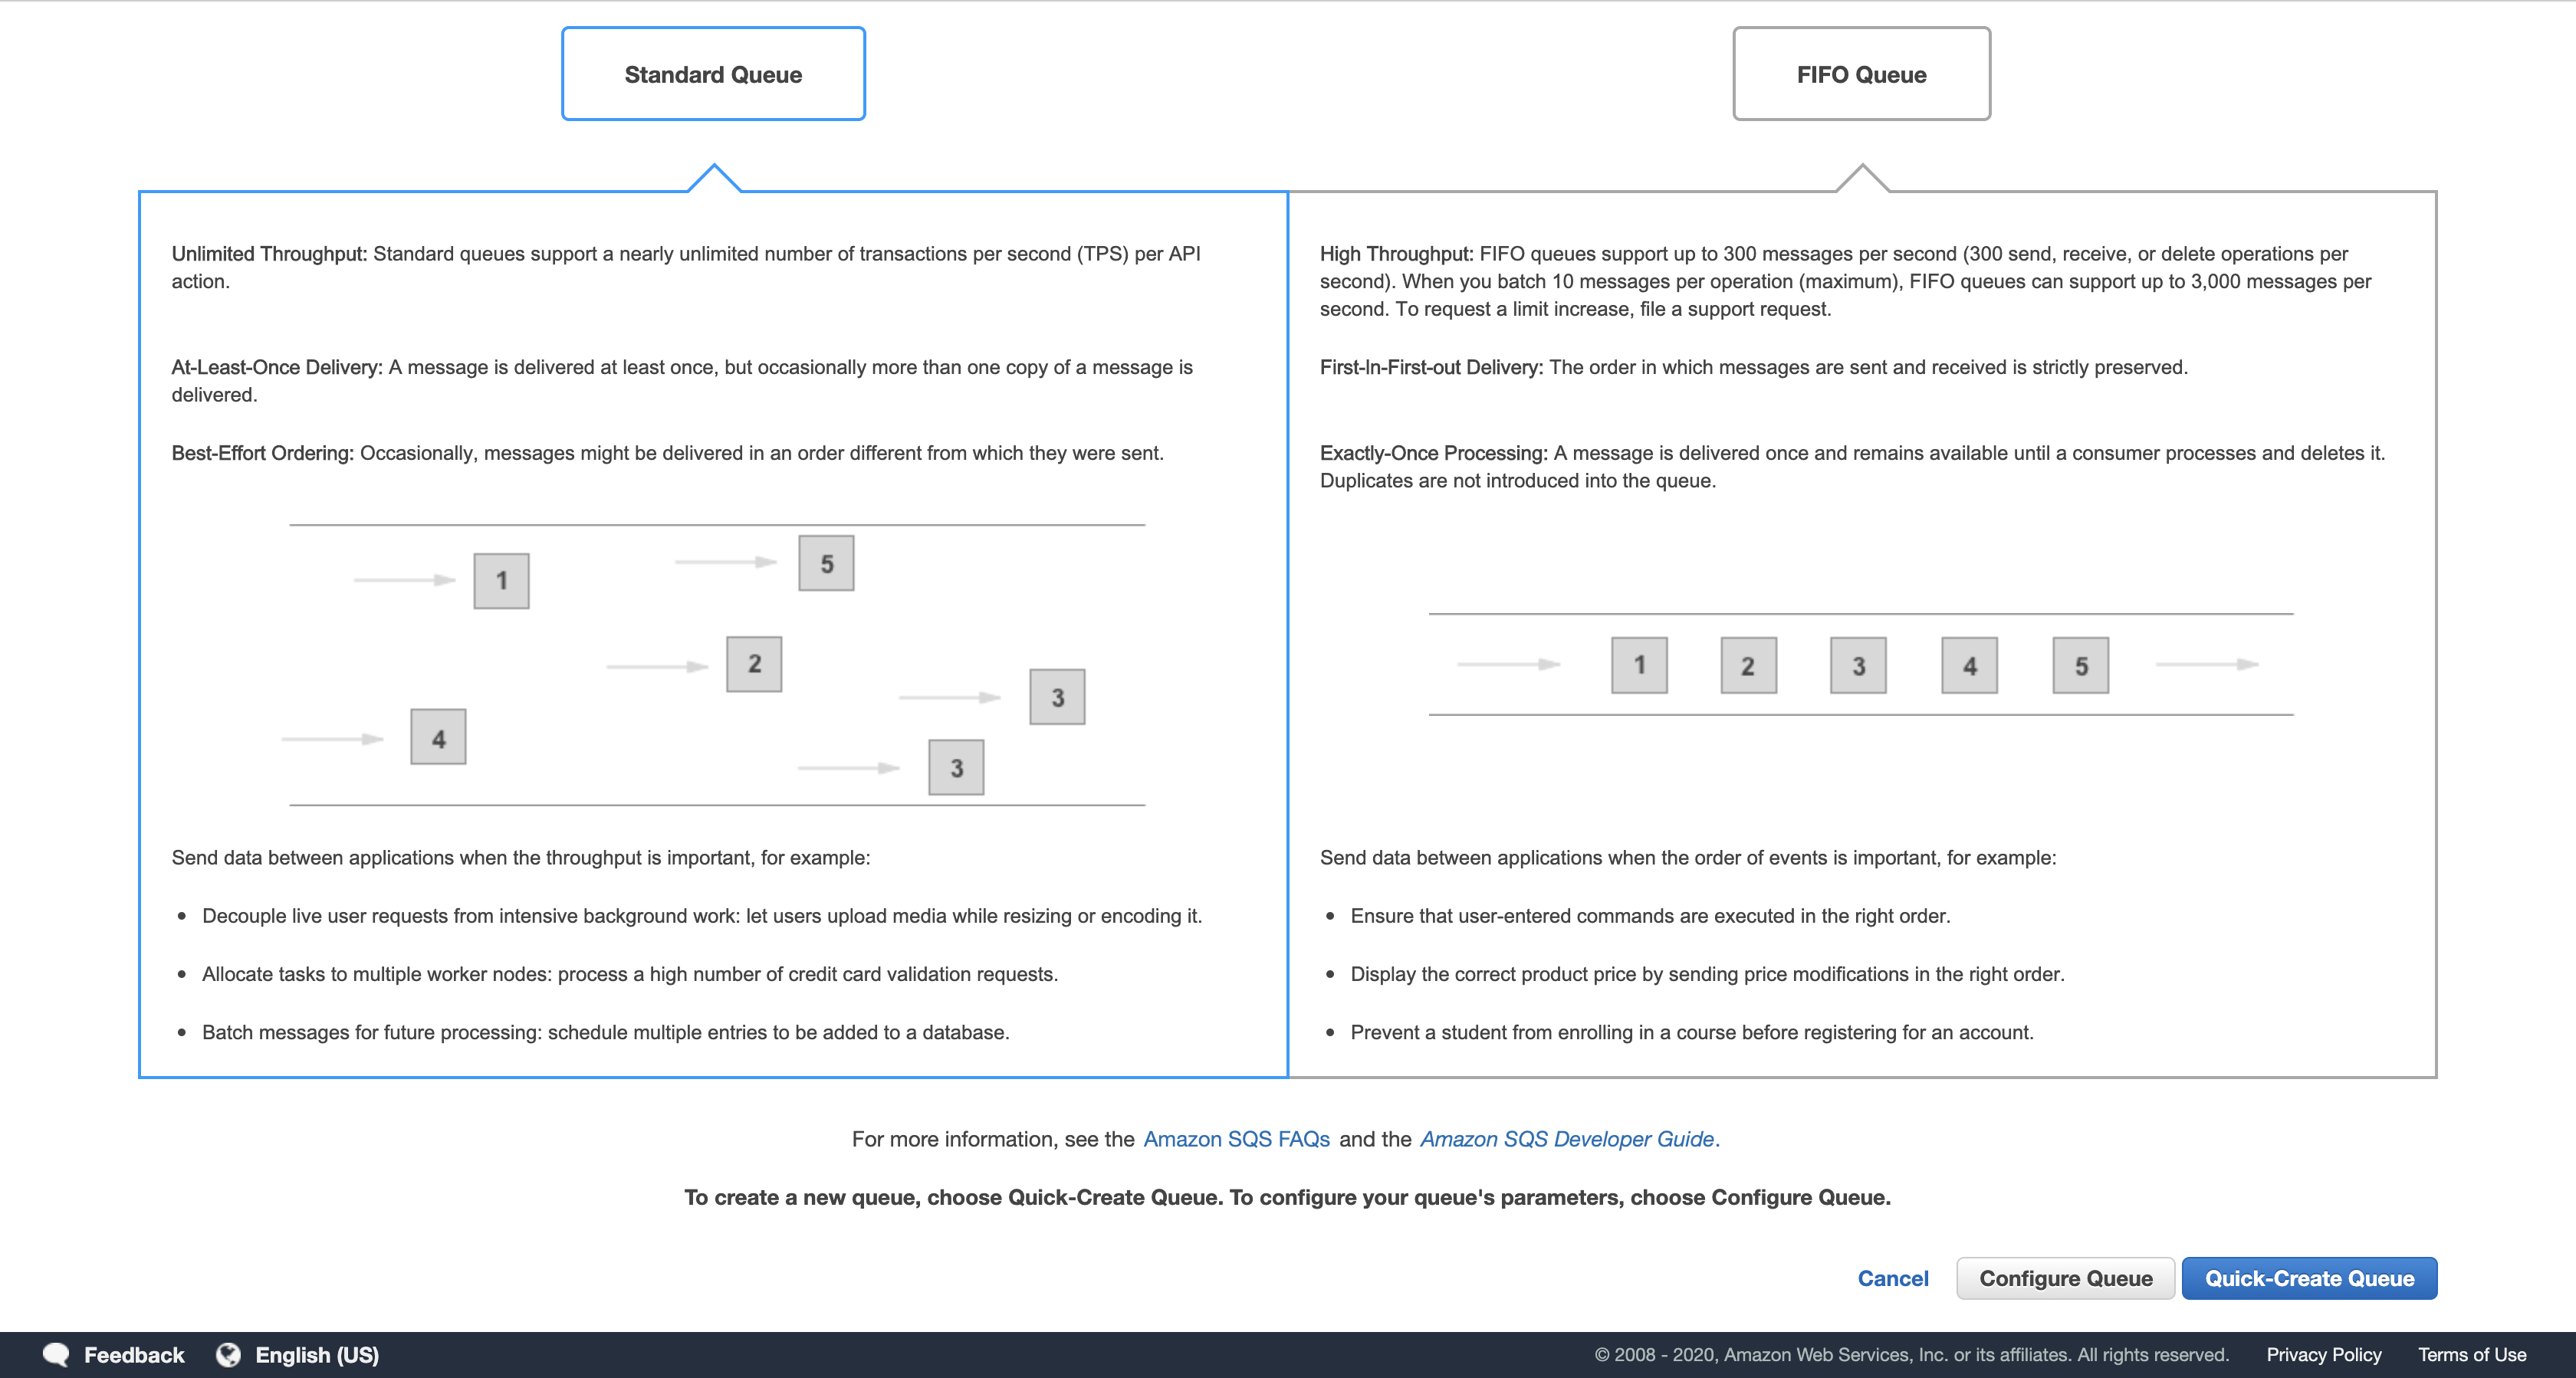 Standard Queue
FIFO Queue
Unlimited Throughput: Standard queues support a nearly unlimited number of transactions per second (TPS) per API
action.
At-Least-Once Delivery: A message is delivered at least once, but occasionally more than one copy of a message is
delivered.
Best-Effort Ordering: Occasionally, messages might be delivered in an order different from which they were sent.
1
5
2
3
4
3
Send data between applications when the throughput is important, for example:
• Decouple live user requests from intensive background work: let users upload media while resizing or encoding it.
• Allocate tasks to multiple worker nodes: process a high number of credit card validation requests.
• Batch messages for future processing: schedule multiple entries to be added to a database.
High Throughput: FIFO queues support up to 300 messages per second (300 send, receive, or delete operations per
second). When you batch 10 messages per operation (maximum), FIFO queues can support up to 3,000 messages per
second. To request a limit increase, file a support request.
First-In-First-out Delivery: The order in which messages are sent and received is strictly preserved.
Exactly-Once Processing: A message is delivered once and remains available until a consumer processes and deletes it.
Duplicates are not introduced into the queue.
1 2 3 4 5
Send data between applications when the order of events is important, for example:
• Ensure that user-entered commands are executed in the right order.
• Display the correct product price by sending price modifications in the right order.
• Prevent a student from enrolling in a course before registering for an account.
For more information, see the Amazon SQS FAQs and the Amazon SQS Developer Guide.
To create a new queue, choose Quick-Create Queue. To configure your queue's parameters, choose Configure Queue.
Cancel Configure Queue Quick-Create Queue
Feedback English (US) © 2008 - 2020, Amazon Web Services, Inc. or its affiliates. All rights reserved. Privacy Policy Terms of Use